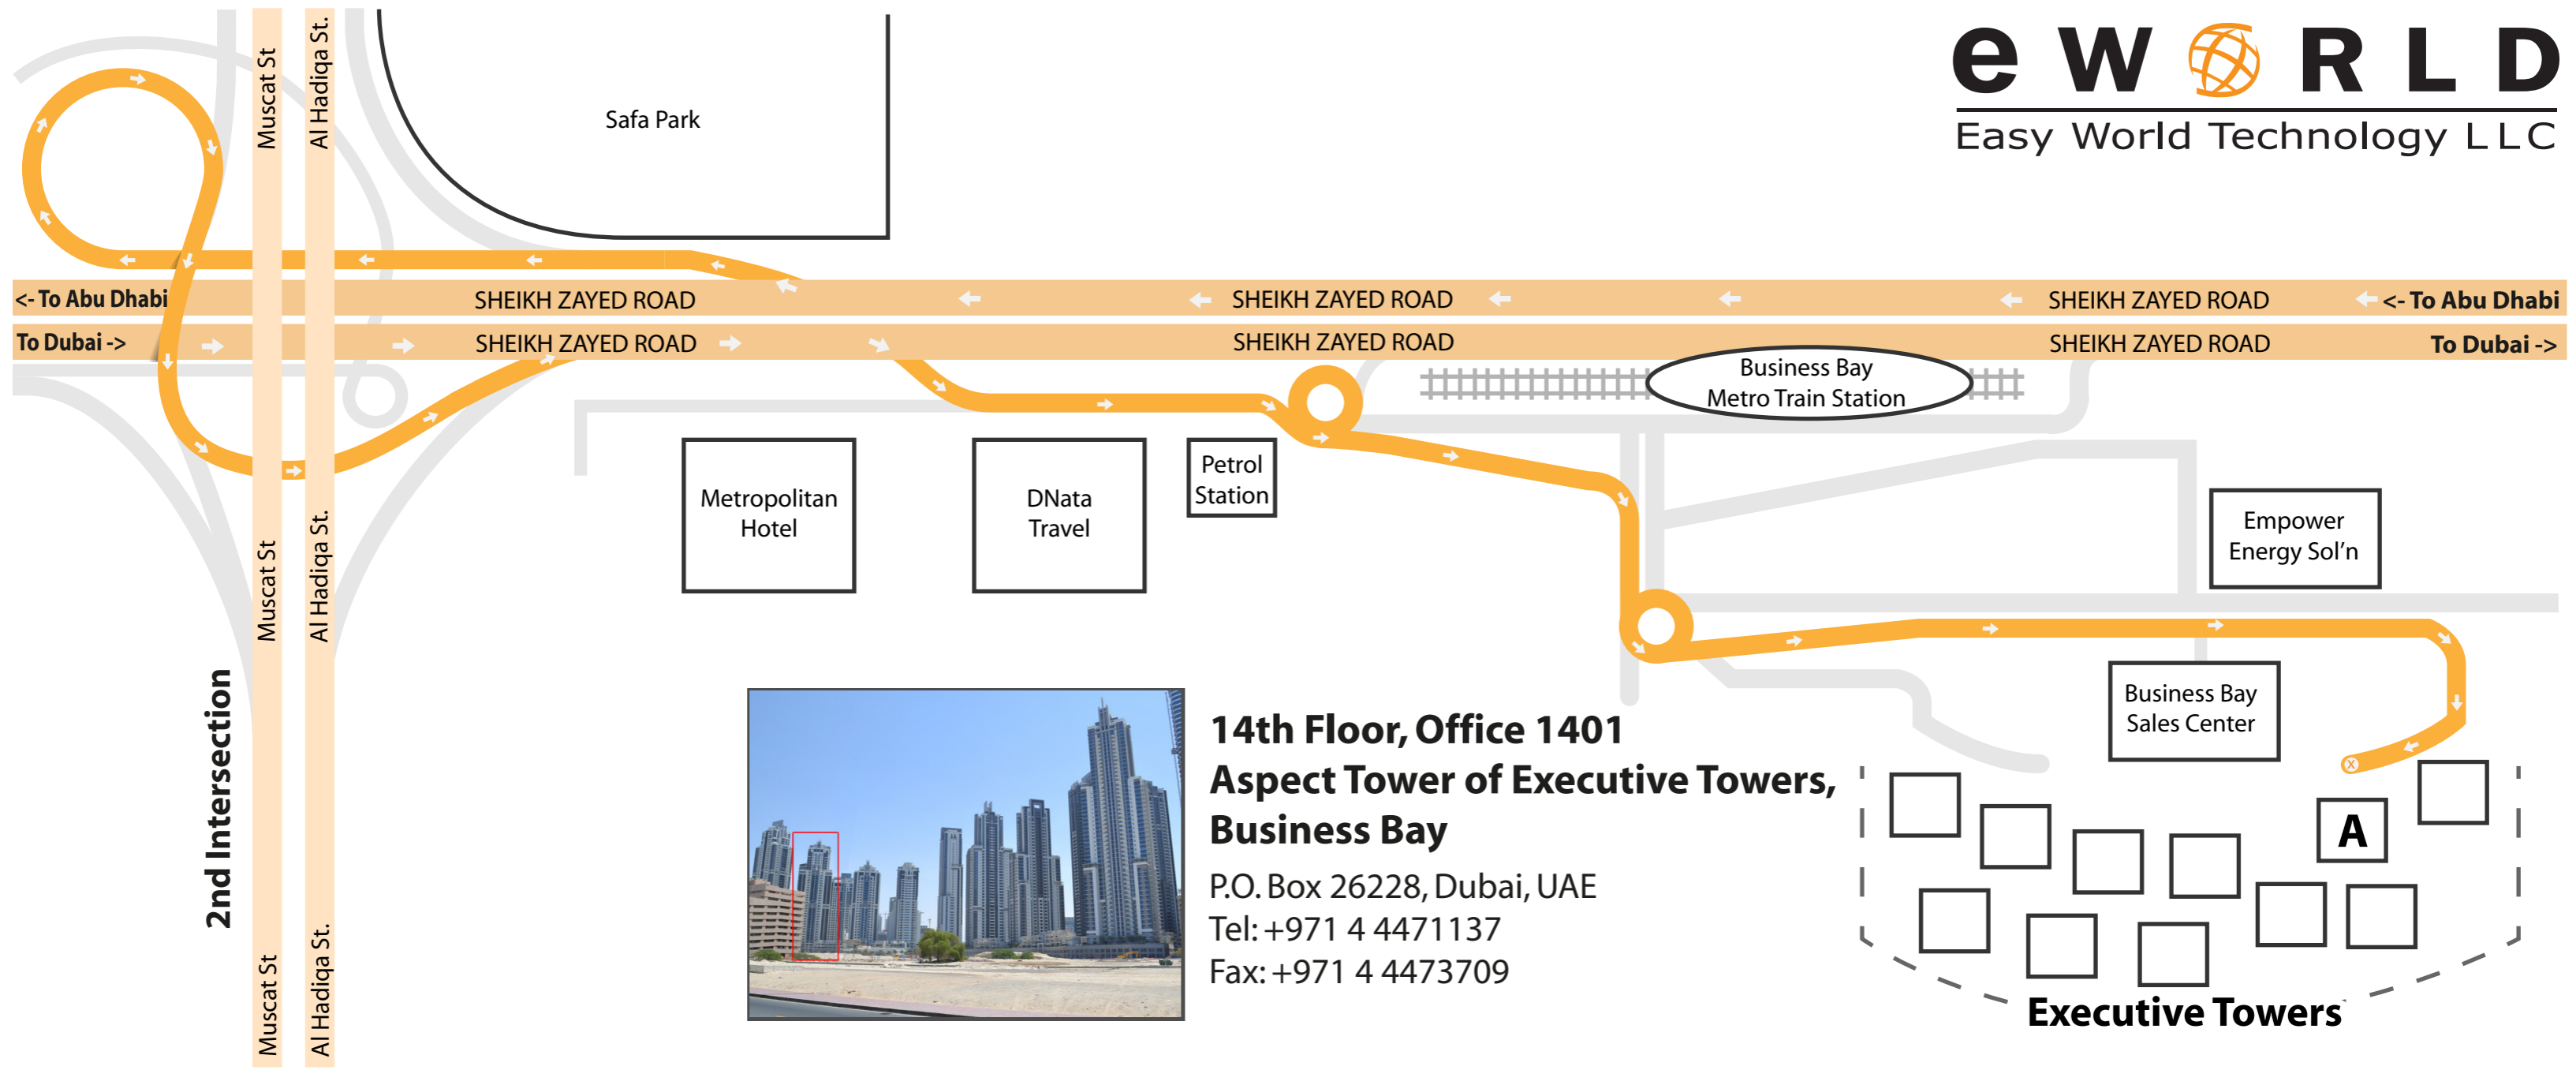 e W R L D
Easy World Technology LLC
Muscat St
Al Hadiqa St.
Safa Park
<- To Abu Dhabi
SHEIKH ZAYED ROAD
SHEIKH ZAYED ROAD
SHEIKH ZAYED ROAD
<- To Abu Dhabi
To Dubai ->
SHEIKH ZAYED ROAD
SHEIKH ZAYED ROAD
SHEIKH ZAYED ROAD
To Dubai ->
Business Bay
Metro Train Station
Metropolitan
Hotel
DNata
Travel
Petrol
Station
Empower
Energy Sol'n
Muscat St
Al Hadiqa St.
2nd Intersection
Business Bay
Sales Center
14th Floor, Office 1401
Aspect Tower of Executive Towers,
Business Bay
P.O. Box 26228, Dubai, UAE
Tel: +971 4 4471137
Fax: +971 4 4473709
X
A
Muscat St
Al Hadiqa St.
Executive Towers